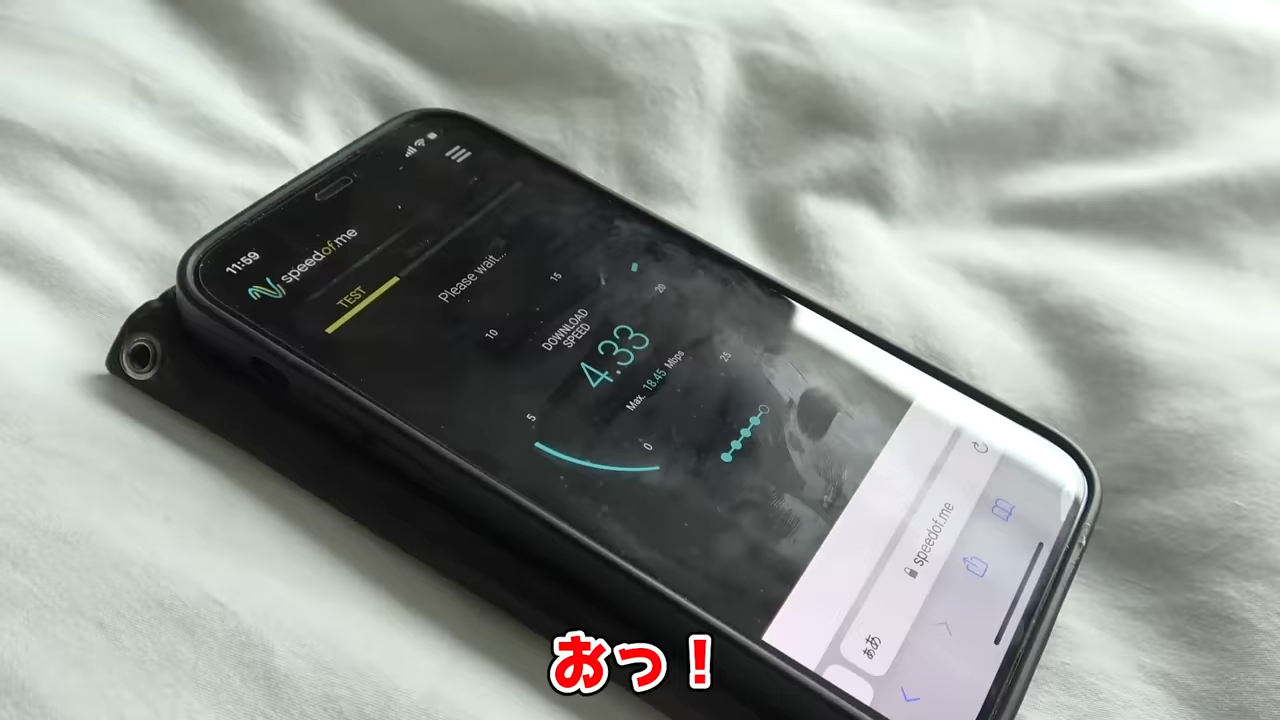 11:59
speedof.me
TEST
Please wait...
DOWNLOAD
SPEED
4.33
Max. 18.45 Mbps
0
5
10
15
20
25
ああ
speedof.me
おっ！